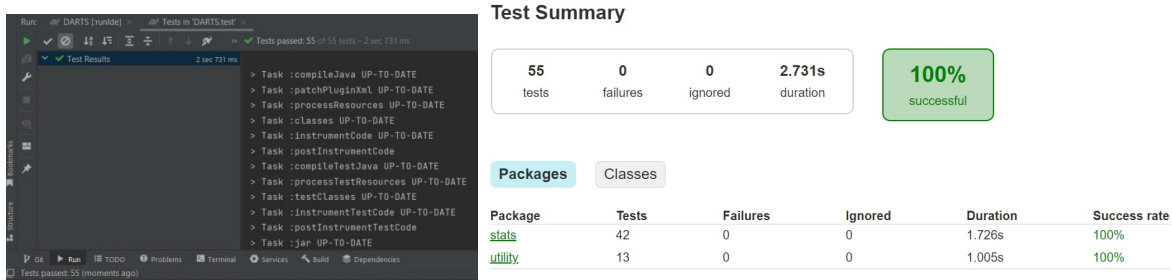 Run: DARTS [:runIde] × Tests in 'DARTS.test' ×
Tests passed: 55 of 55 tests – 2 sec 731 ms
Test Results 2 sec 731 ms
> Task :compileJava UP-TO-DATE
> Task :patchPluginXml UP-TO-DATE
> Task :processResources UP-TO-DATE
> Task :classes UP-TO-DATE
> Task :instrumentCode UP-TO-DATE
> Task :postInstrumentCode
> Task :compileTestJava UP-TO-DATE
> Task :processTestResources UP-TO-DATE
> Task :testClasses UP-TO-DATE
> Task :instrumentTestCode UP-TO-DATE
> Task :postInstrumentTestCode
> Task :jar UP-TO-DATE
Bookmarks
Structure
Git Run TODO Problems Terminal Services Build Dependencies
Tests passed: 55 (moments ago)
Test Summary
55 0 0 2.731s
tests failures ignored duration
100%
successful
Packages Classes
Package Tests Failures Ignored Duration Success rate
stats 42 0 0 1.726s 100%
utility 13 0 0 1.005s 100%